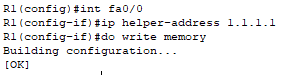 R1(config)#int fa0/0
R1(config-if)#ip helper-address 1.1.1.1
R1(config-if)#do write memory
Building configuration...
[OK]